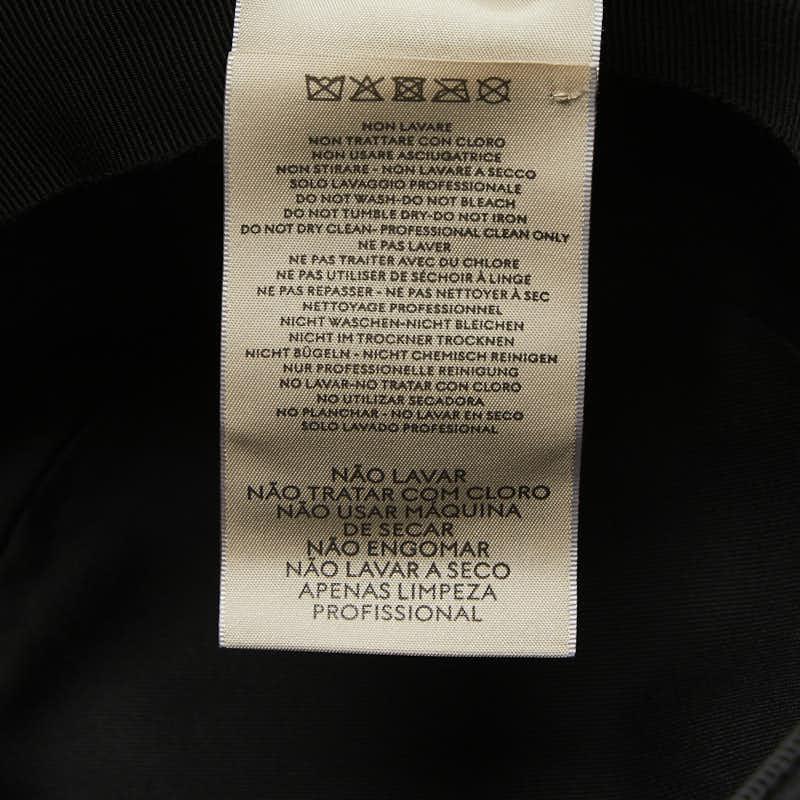 NON LAVARE
NON TRATTARE CON CLORO
NON USARE ASCIUGATRICE
NON STIRARE - NON LAVARE A SECCO
SOLO LAVAGGIO PROFESSIONALE
DO NOT WASH-DO NOT BLEACH
DO NOT TUMBLE DRY-DO NOT IRON
DO NOT DRY CLEAN- PROFESSIONAL CLEAN ONLY
NE PAS LAVER
NE PAS TRAITER AVEC DU CHLORE
NE PAS UTILISER DE SÉCHOIR À LINGE
NE PAS REPASSER - NE PAS NETTOYER À SEC
NETTOYAGE PROFESSIONNEL
NICHT WASCHEN-NICHT BLEICHEN
NICHT IM TROCKNER TROCKNEN
NICHT BÜGELN - NICHT CHEMISCH REINIGEN
NUR PROFESSIONELLE REINIGUNG
NO LAVAR-NO TRATAR CON CLORO
NO UTILIZAR SECADORA
NO PLANCHAR - NO LAVAR EN SECO
SOLO LAVADO PROFESIONAL
NÃO LAVAR
NÃO TRATAR COM CLORO
NÃO USAR MÁQUINA
DE SECAR
NÃO ENGOMAR
NÃO LAVAR A SECO
APENAS LIMPEZA
PROFISSIONAL